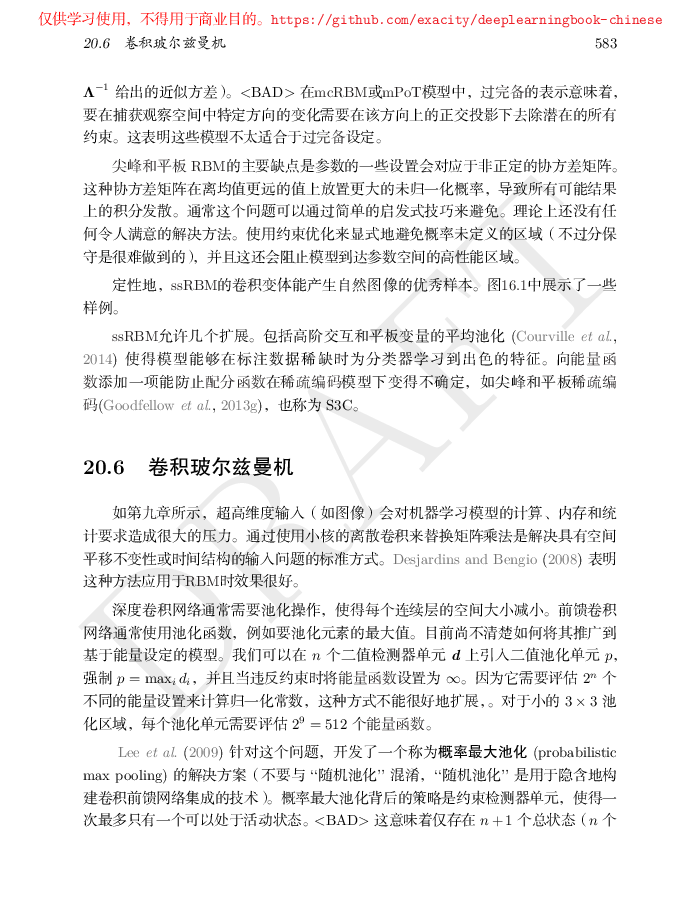 仅供学习使用，不得用于商业目的。https://github.com/exacity/deeplearningbook-chinese
20.6 卷积玻尔兹曼机 583
Λ⁻¹ 给出的近似方差）。<BAD> 在mcRBM或mPoT模型中，过完备的表示意味着，
要在捕获观察空间中特定方向的变化需要在该方向上的正交投影下去除潜在的所有
约束。这表明这些模型不太适合于过完备设定。
尖峰和平板 RBM的主要缺点是参数的一些设置会对应于非正定的协方差矩阵。
这种协方差矩阵在离均值更远的值上放置更大的未归一化概率，导致所有可能结果
上的积分发散。通常这个问题可以通过简单的启发式技巧来避免。理论上还没有任
何令人满意的解决方法。使用约束优化来显式地避免概率未定义的区域（不过分保
守是很难做到的），并且这还会阻止模型到达参数空间的高性能区域。
定性地，ssRBM的卷积变体能产生自然图像的优秀样本。图16.1中展示了一些
样例。
ssRBM允许几个扩展。包括高阶交互和平板变量的平均池化 (Courville et al.,
2014) 使得模型能够在标注数据稀缺时为分类器学习到出色的特征。向能量函
数添加一项能防止配分函数在稀疏编码模型下变得不确定，如尖峰和平板稀疏编
码(Goodfellow et al., 2013g)，也称为 S3C。
20.6 卷积玻尔兹曼机
如第九章所示，超高维度输入（如图像）会对机器学习模型的计算、内存和统
计要求造成很大的压力。通过使用小核的离散卷积来替换矩阵乘法是解决具有空间
平移不变性或时间结构的输入问题的标准方式。Desjardins and Bengio (2008) 表明
这种方法应用于RBM时效果很好。
深度卷积网络通常需要池化操作，使得每个连续层的空间大小减小。前馈卷积
网络通常使用池化函数，例如要池化元素的最大值。目前尚不清楚如何将其推广到
基于能量设定的模型。我们可以在 n 个二值检测器单元 d 上引入二值池化单元 p，
强制 p = maxᵢ dᵢ，并且当违反约束时将能量函数设置为 ∞。因为它需要评估 2ⁿ 个
不同的能量设置来计算归一化常数，这种方式不能很好地扩展，。对于小的 3 × 3 池
化区域，每个池化单元需要评估 2⁹ = 512 个能量函数。
Lee et al. (2009) 针对这个问题，开发了一个称为概率最大池化 (probabilistic
max pooling) 的解决方案（不要与 “随机池化” 混淆，“随机池化” 是用于隐含地构
建卷积前馈网络集成的技术）。概率最大池化背后的策略是约束检测器单元，使得一
次最多只有一个可以处于活动状态。<BAD> 这意味着仅存在 n + 1 个总状态（n 个
DRAFT